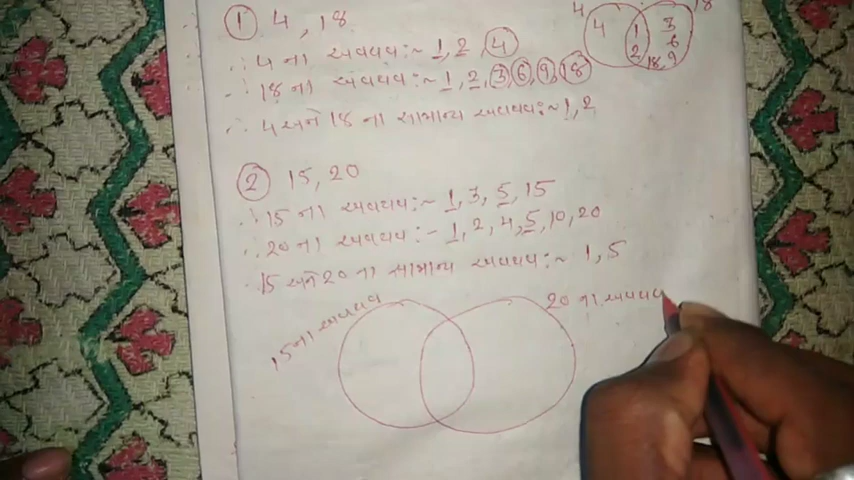 ① 4, 18
∴ 4 ના અવયવ :~ 1, 2, 4
∴ 18 ના અવયવ :~ 1, 2, 3, 6, 9, 18
∴ 4 અને 18 ના સામાન્ય અવયવ :~ 1, 2
4 18
4 1 3
2 6
18, 9
② 15, 20
∴ 15 ના અવયવ :~ 1, 3, 5, 15
∴ 20 ના અવયવ :- 1, 2, 4, 5, 10, 20
∴ 15 અને 20 ના સામાન્ય અવયવ :~ 1, 5
15 ના અવયવ
20 ના અવયવ